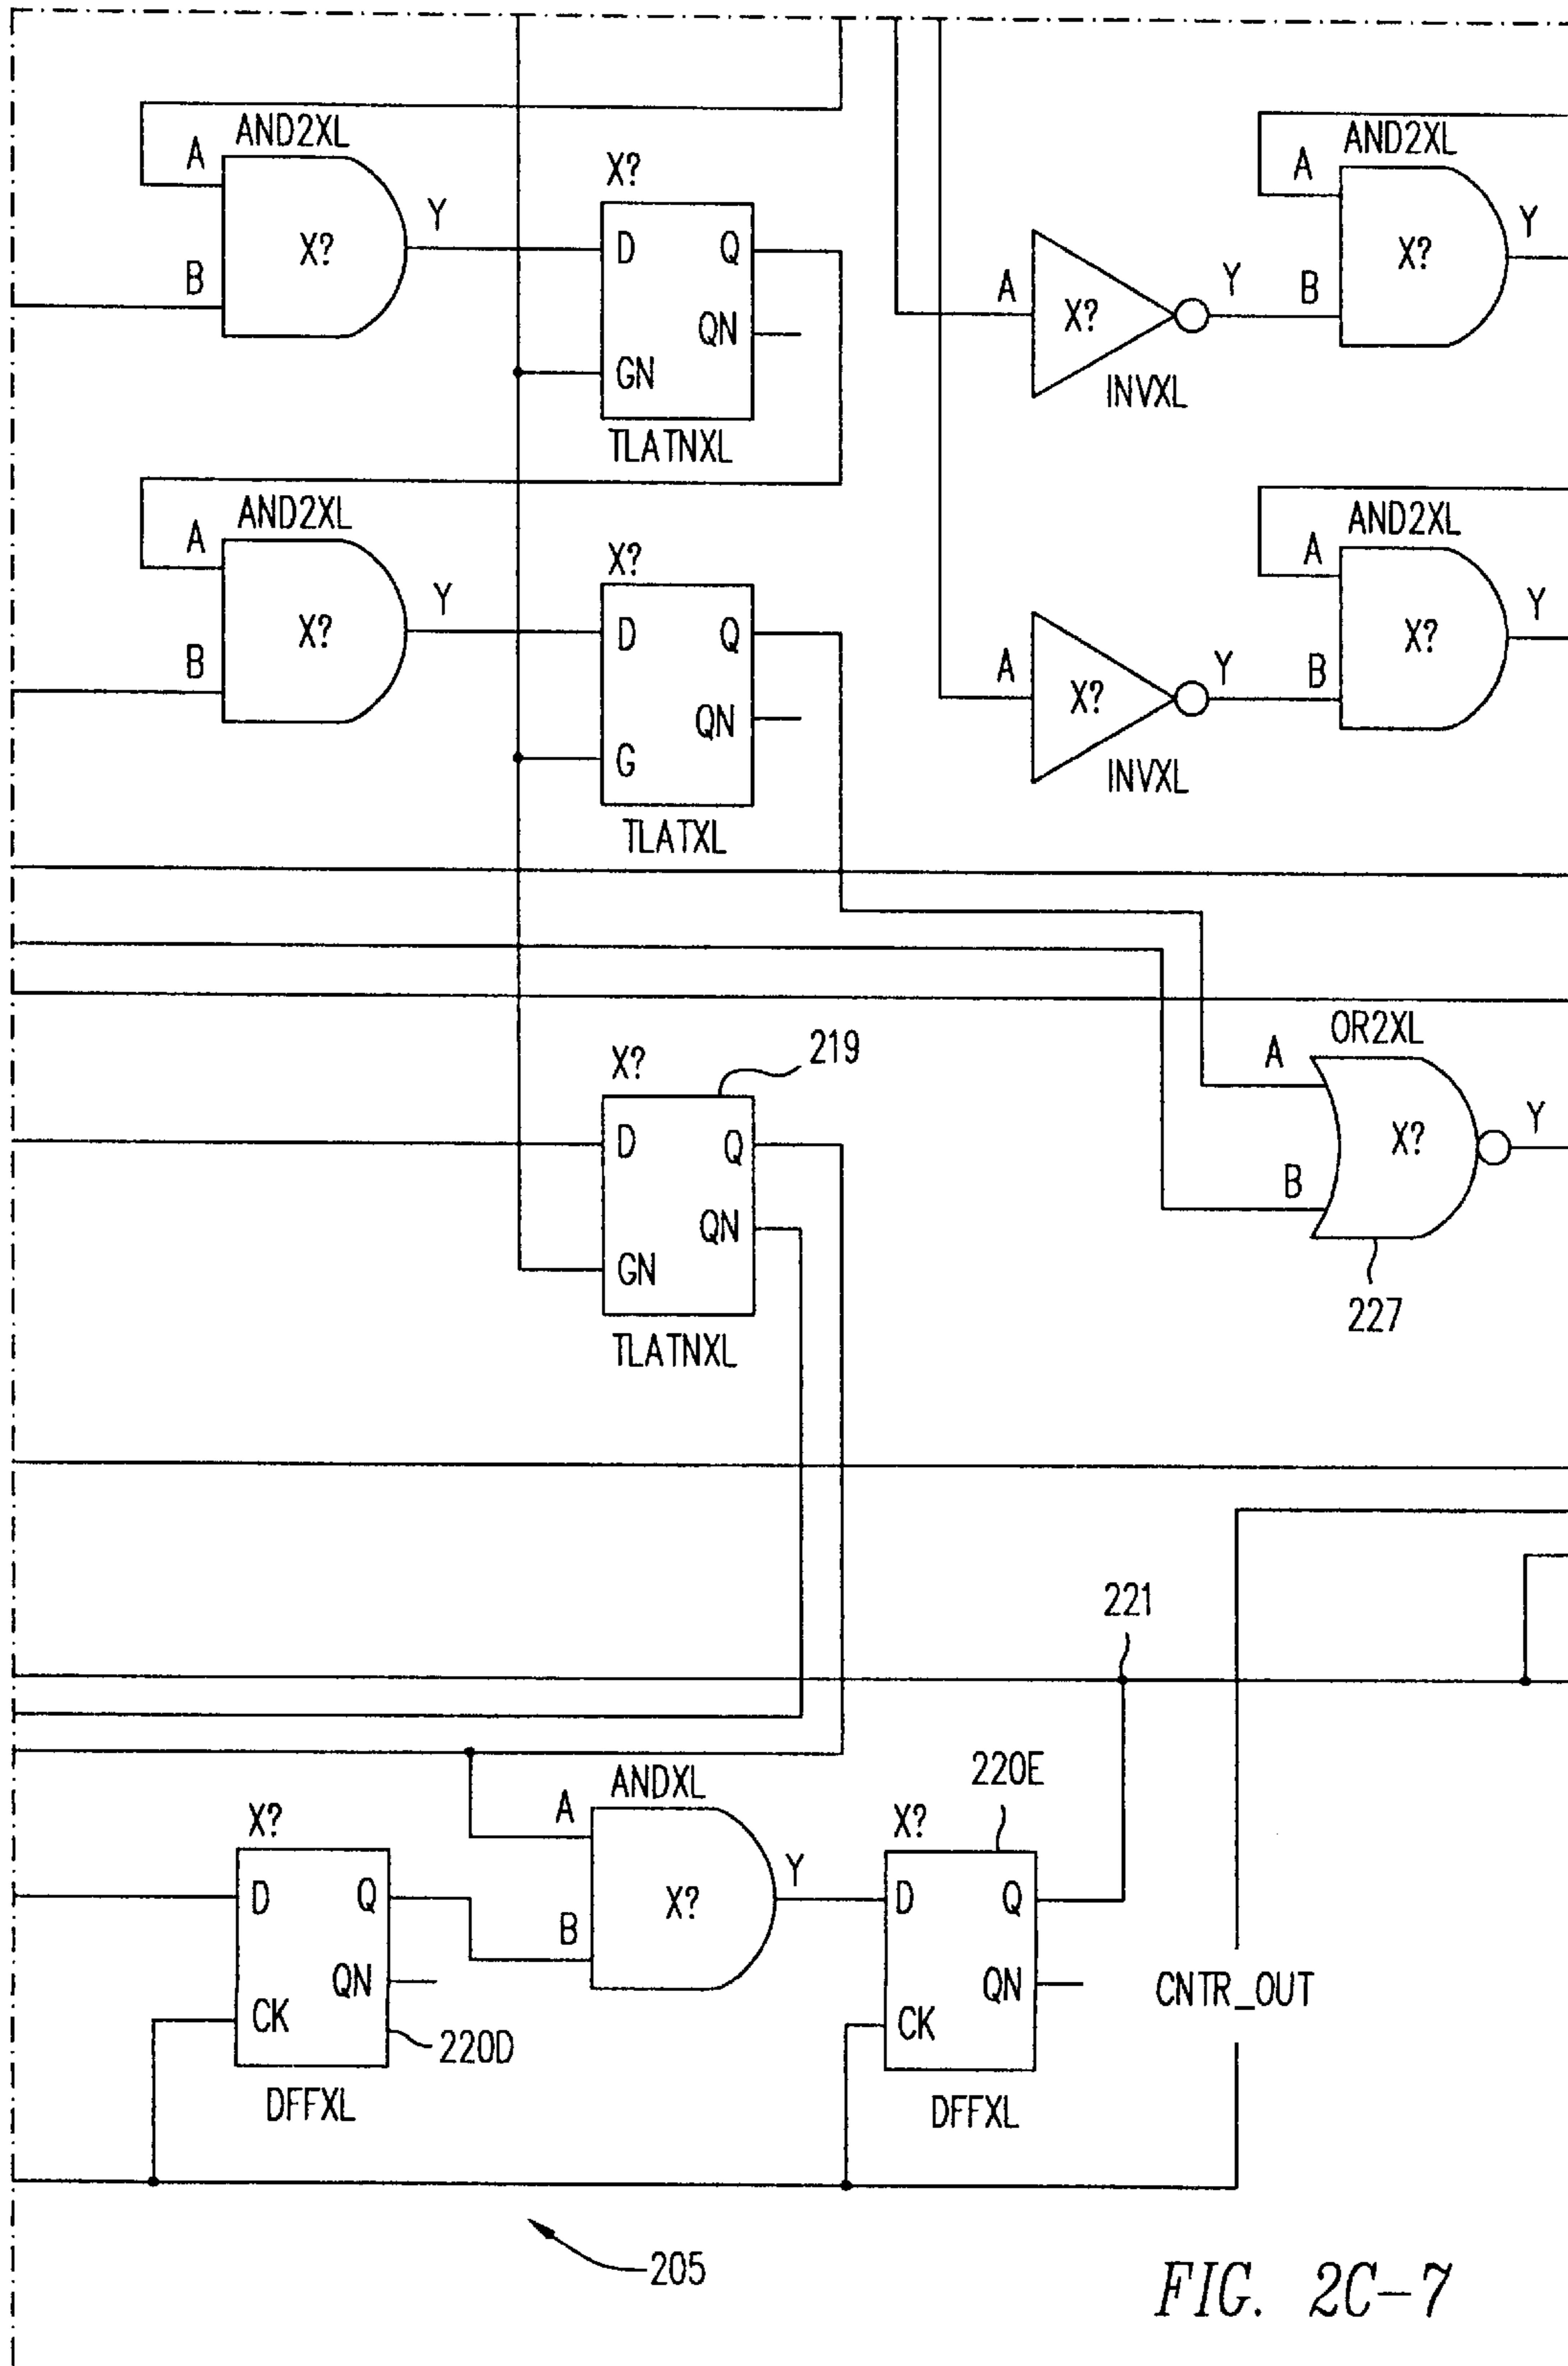 AND2XL
A
X?
B
Y
X?
D
Q
QN
GN
TLATNXL
A
X?
Y
INVXL
AND2XL
A
B
X?
Y
AND2XL
A
X?
B
Y
X?
D
Q
QN
G
TLATXL
A
X?
Y
INVXL
AND2XL
A
B
X?
Y
X?
219
D
Q
QN
GN
TLATNXL
OR2XL
A
X?
B
Y
227
221
X?
D
Q
QN
CK
220D
DFFXL
ANDXL
A
X?
B
Y
220E
X?
D
Q
QN
CK
DFFXL
CNTR_OUT
205
FIG. 2C-7